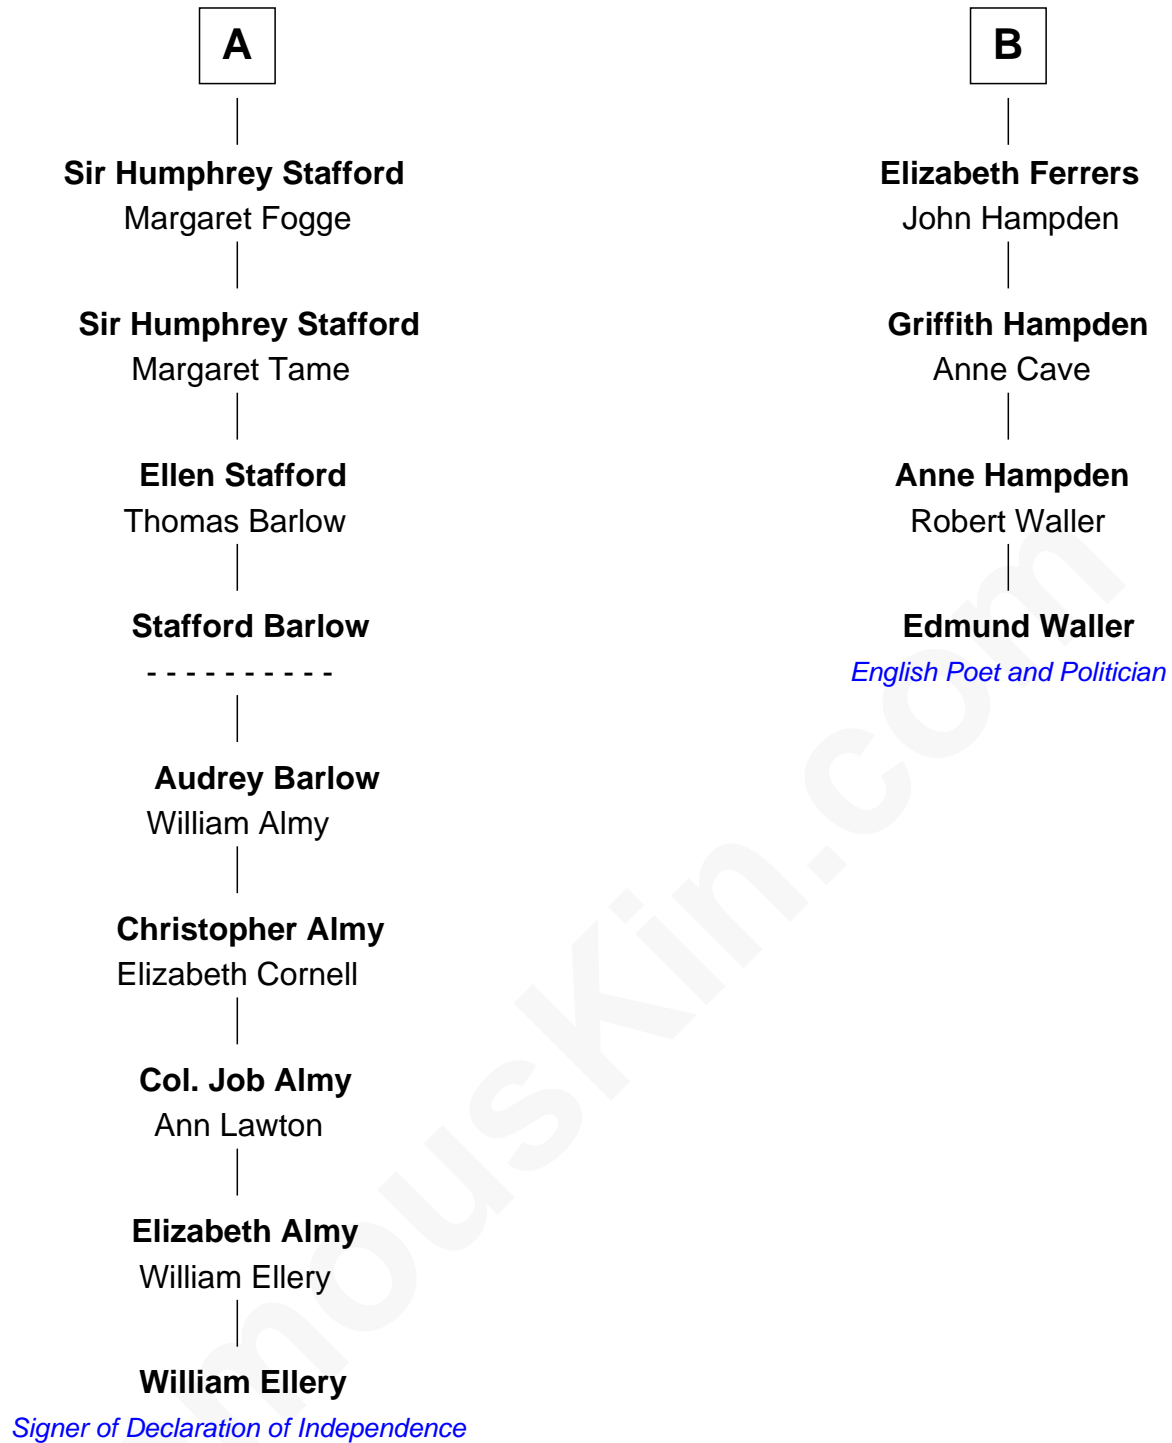 A
Sir Humphrey Stafford
Margaret Fogge
Sir Humphrey Stafford
Margaret Tame
Ellen Stafford
Thomas Barlow
Stafford Barlow
- - - - - - - - - -
Audrey Barlow
William Almy
Christopher Almy
Elizabeth Cornell
Col. Job Almy
Ann Lawton
Elizabeth Almy
William Ellery
William Ellery
Signer of Declaration of Independence
B
Elizabeth Ferrers
John Hampden
Griffith Hampden
Anne Cave
Anne Hampden
Robert Waller
Edmund Waller
English Poet and Politician
mouskin.com